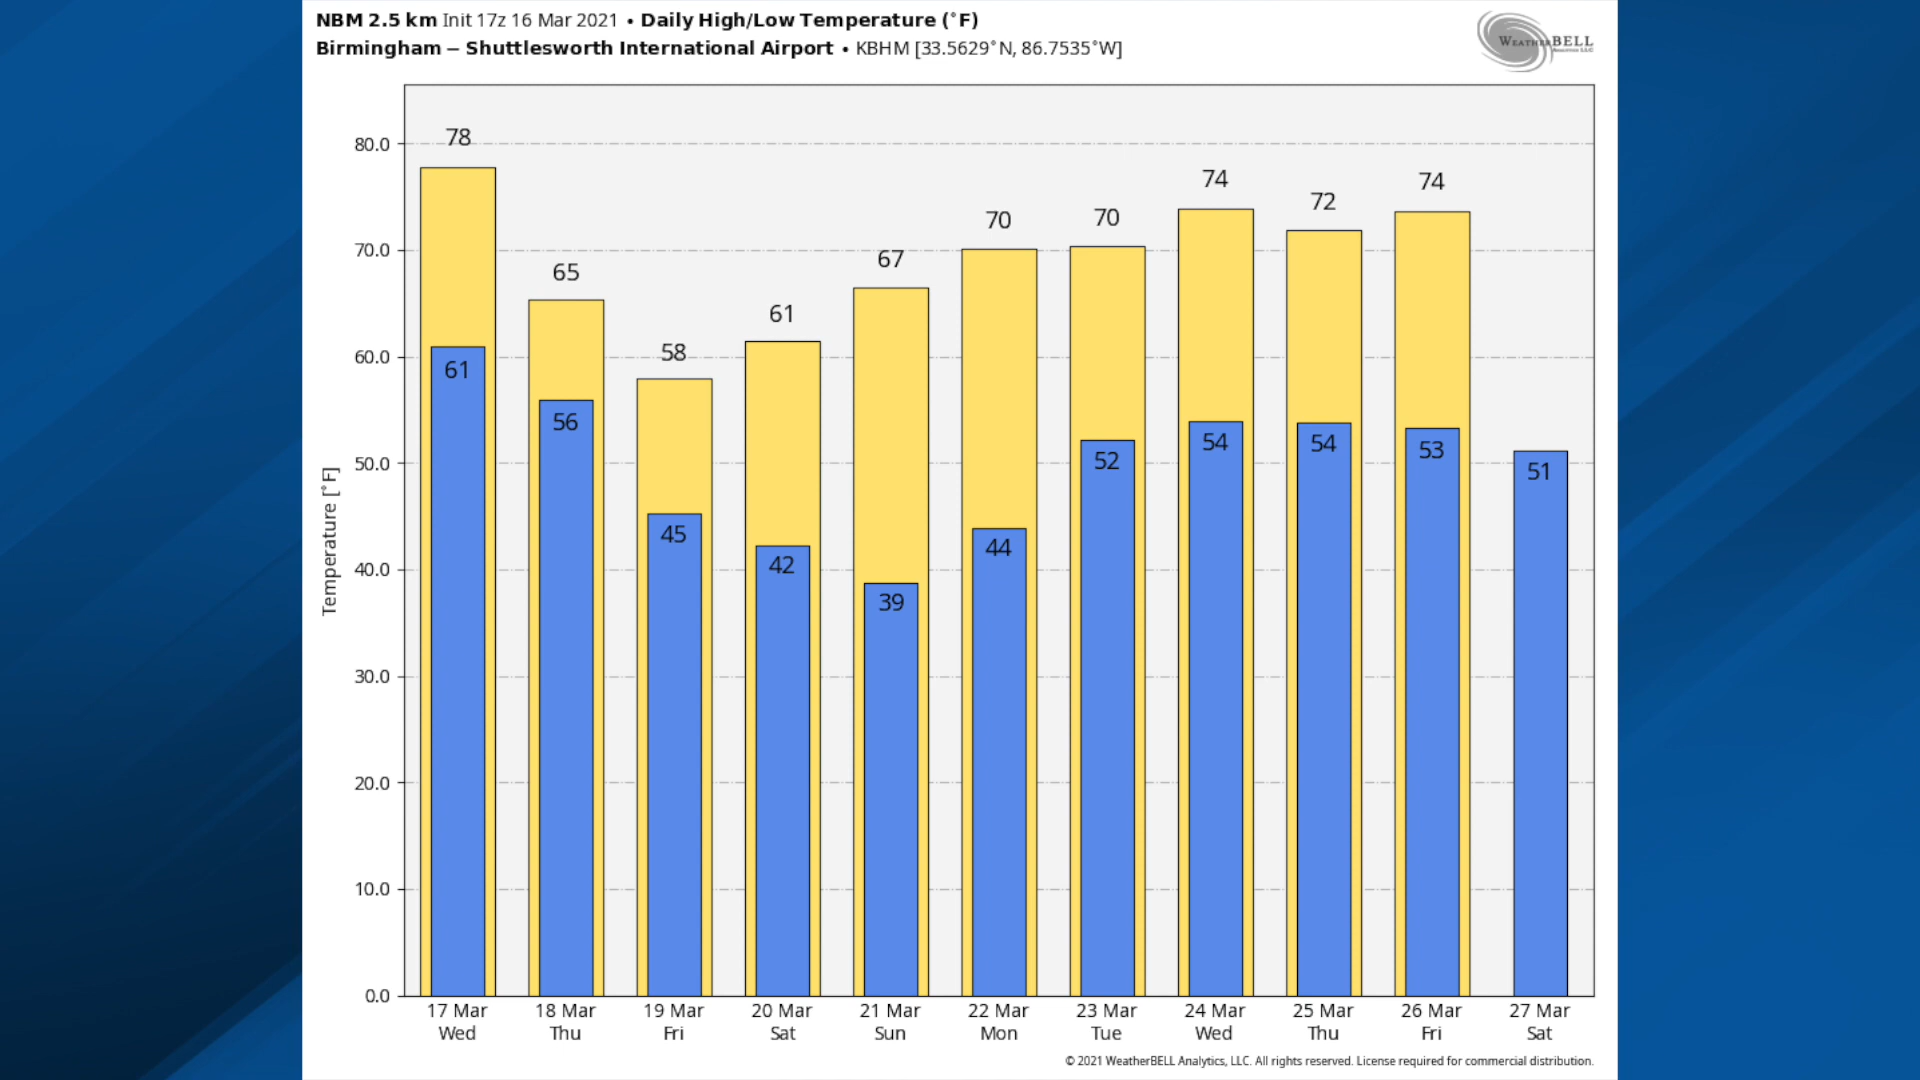 NBM 2.5 km Init 17z 16 Mar 2021 • Daily High/Low Temperature (˚F)
Birmingham – Shuttlesworth International Airport • KBHM [33.5629˚N, 86.7535˚W]
WEATHERBELL
80.0
70.0
60.0
50.0
40.0
30.0
20.0
10.0
0.0
Temperature [˚F]
78
65
58
61
67
70
70
74
72
74
61
56
45
42
39
44
52
54
54
53
51
17 Mar
Wed
18 Mar
Thu
19 Mar
Fri
20 Mar
Sat
21 Mar
Sun
22 Mar
Mon
23 Mar
Tue
24 Mar
Wed
25 Mar
Thu
26 Mar
Fri
27 Mar
Sat
© 2021 WeatherBELL Analytics, LLC. All rights reserved. License required for commercial distribution.